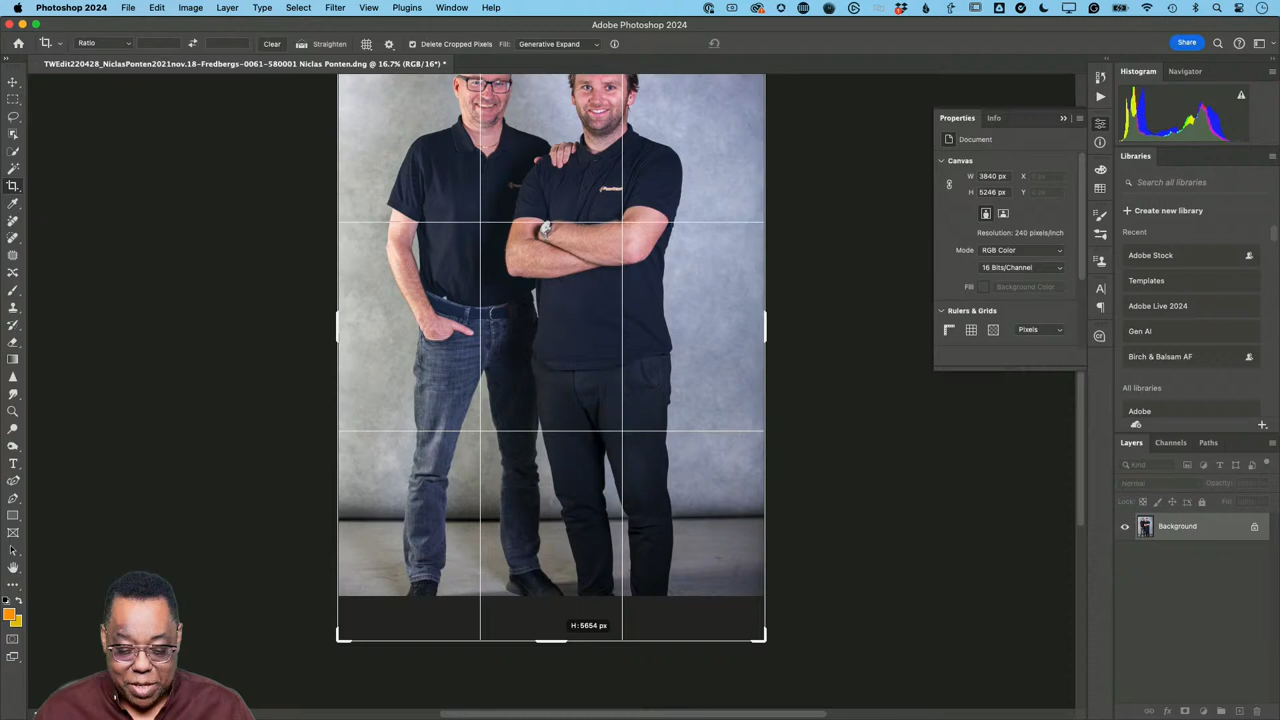 Photoshop 2024
File
Edit
Image
Layer
Type
Select
Filter
View
Plugins
Window
Help
Adobe Photoshop 2024
Ratio
Clear
Straighten
Delete Cropped Pixels
Fill:
Generative Expand
Share
TWEdit220428_NiclasPonten2021nov.18-Fredbergs-0061-580001 Niclas Ponten.dng @ 16.7% (RGB/16*) *
Histogram
Navigator
Properties
Info
Document
Canvas
W
3840 px
X
0 px
H
5246 px
Y
0 px
Resolution: 240 pixels/inch
Mode
RGB Color
16 Bits/Channel
Fill
Background Color
Rulers & Grids
Pixels
Libraries
Search all libraries
Create new library
Recent
Adobe Stock
Templates
Adobe Live 2024
Gen AI
Birch & Balsam AF
All libraries
Adobe
Layers
Channels
Paths
Kind
Normal
Opacity:
Lock:
Fill:
Background
H: 5654 px